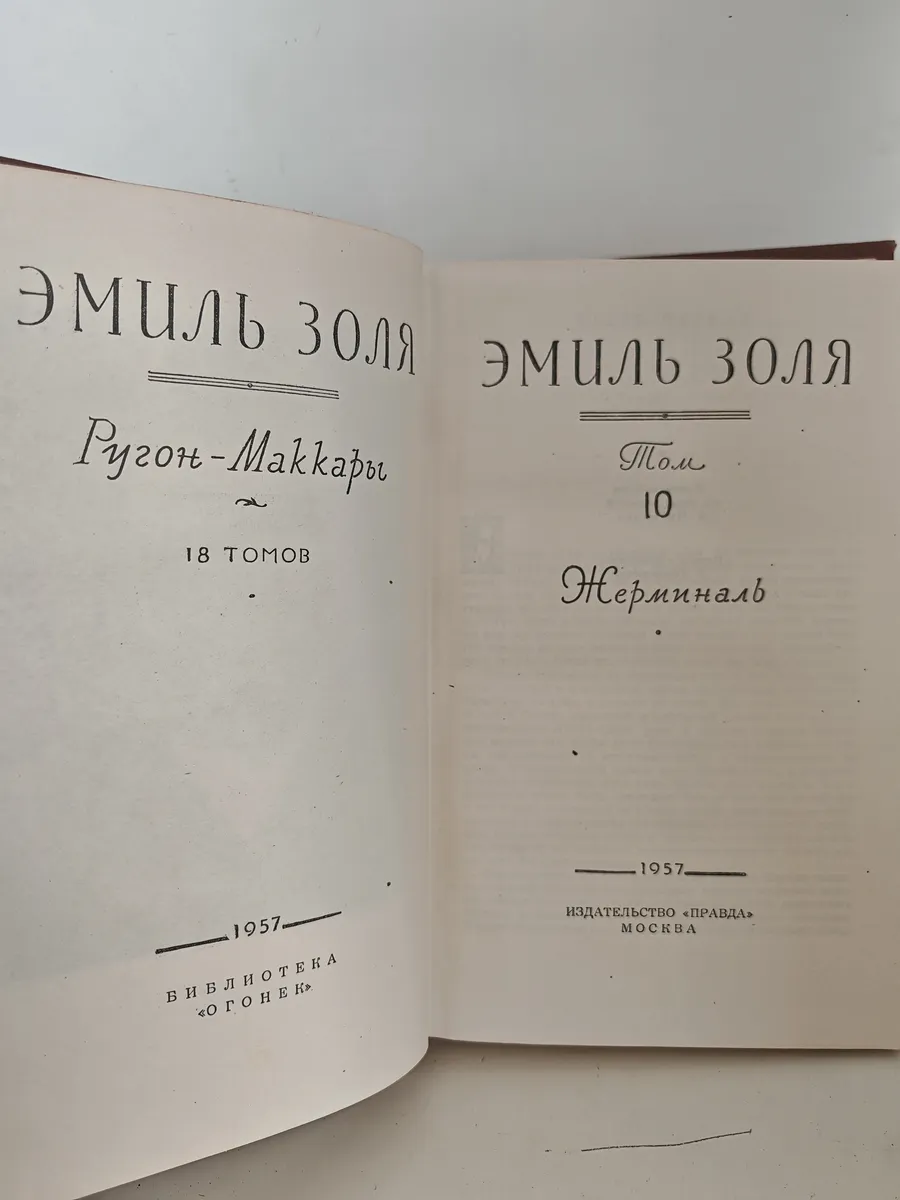 ЭМИЛЬ ЗОЛЯ
Ругон-Маккары
18 ТОМОВ
1957
БИБЛИОТЕКА
«ОГОНЕК»
ЭМИЛЬ ЗОЛЯ
Том
10
Жерминаль
1957
ИЗДАТЕЛЬСТВО «ПРАВДА»
МОСКВА